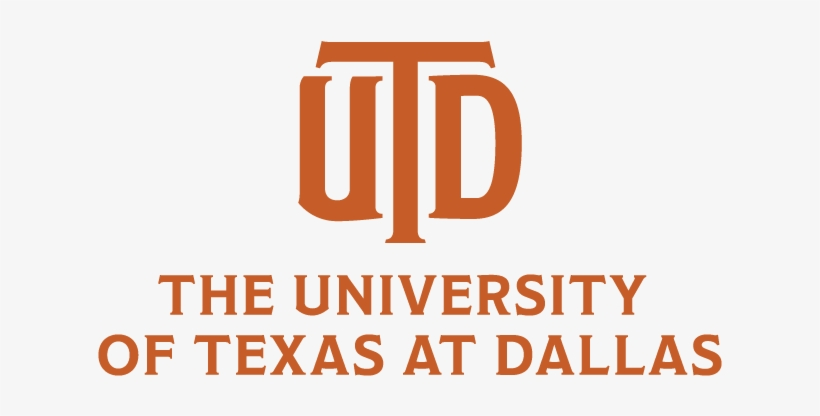 UTD
THE UNIVERSITY
OF TEXAS AT DALLAS